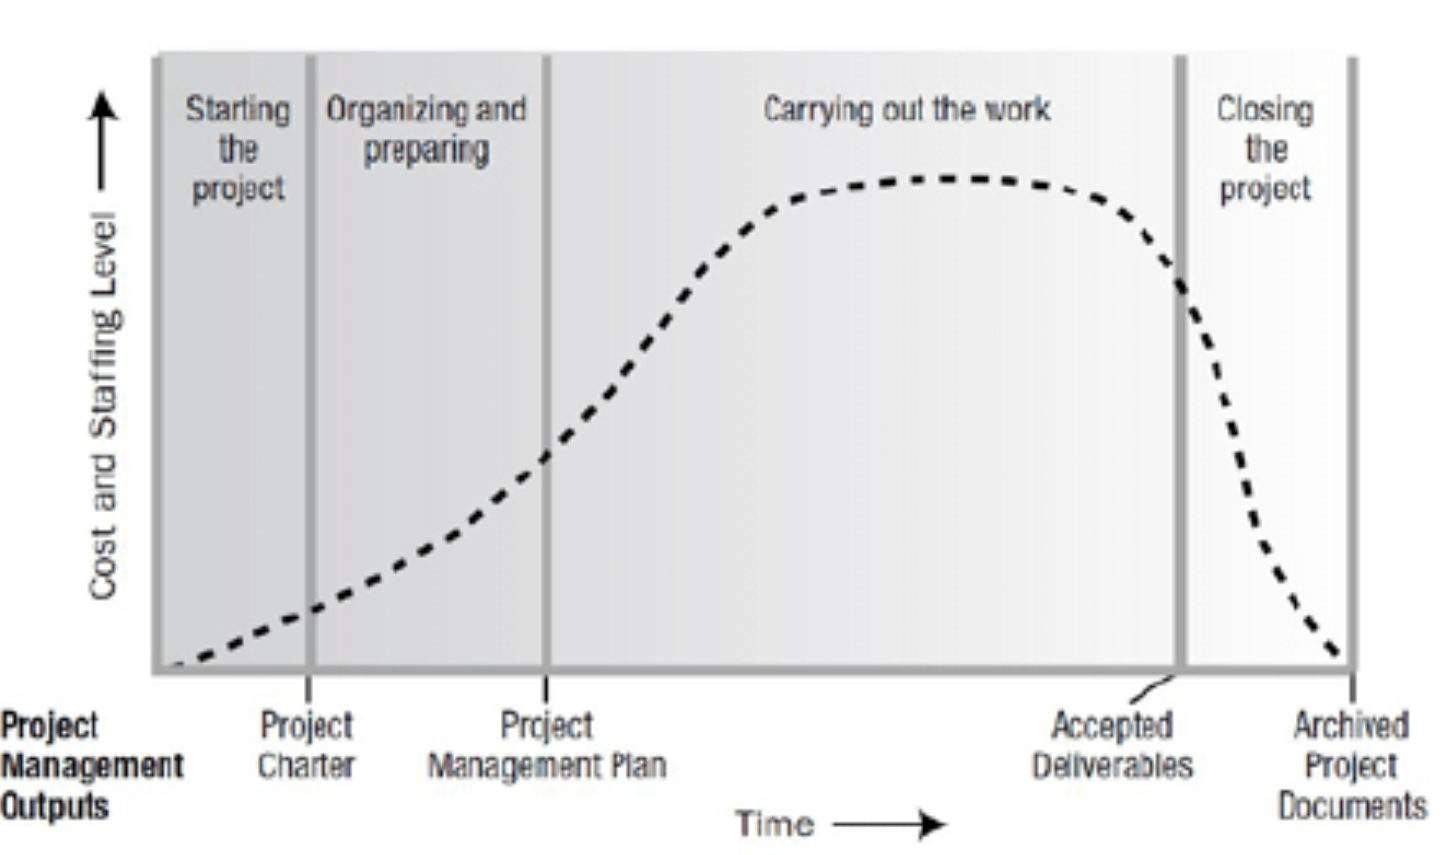 Starting
the
project
Organizing and
preparing
Carrying out the work
Closing
the
project
Cost and Staffing Level
Project
Management
Outputs
Project
Charter
Project
Management Plan
Accepted
Deliverables
Archived
Project
Documents
Time